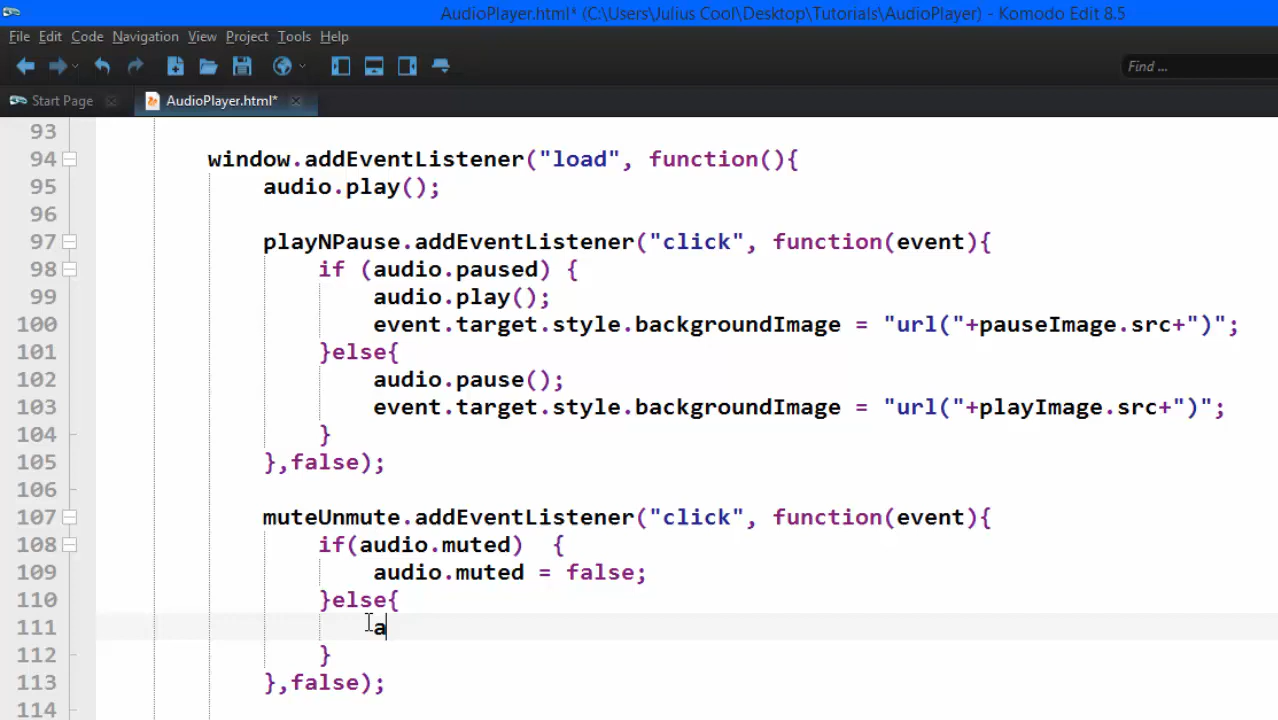 AudioPlayer.html* (C:\Users\Julius Cool\Desktop\Tutorials\AudioPlayer) - Komodo Edit 8.5
File Edit Code Navigation View Project Tools Help
Find ...
Start Page AudioPlayer.html*
93
94 window.addEventListener("load", function(){
95 audio.play();
96
97 playNPause.addEventListener("click", function(event){
98 if (audio.paused) {
99 audio.play();
100 event.target.style.backgroundImage = "url("+pauseImage.src+")";
101 }else{
102 audio.pause();
103 event.target.style.backgroundImage = "url("+playImage.src+")";
104 }
105 },false);
106
107 muteUnmute.addEventListener("click", function(event){
108 if(audio.muted) {
109 audio.muted = false;
110 }else{
111 a
112 }
113 },false);
114